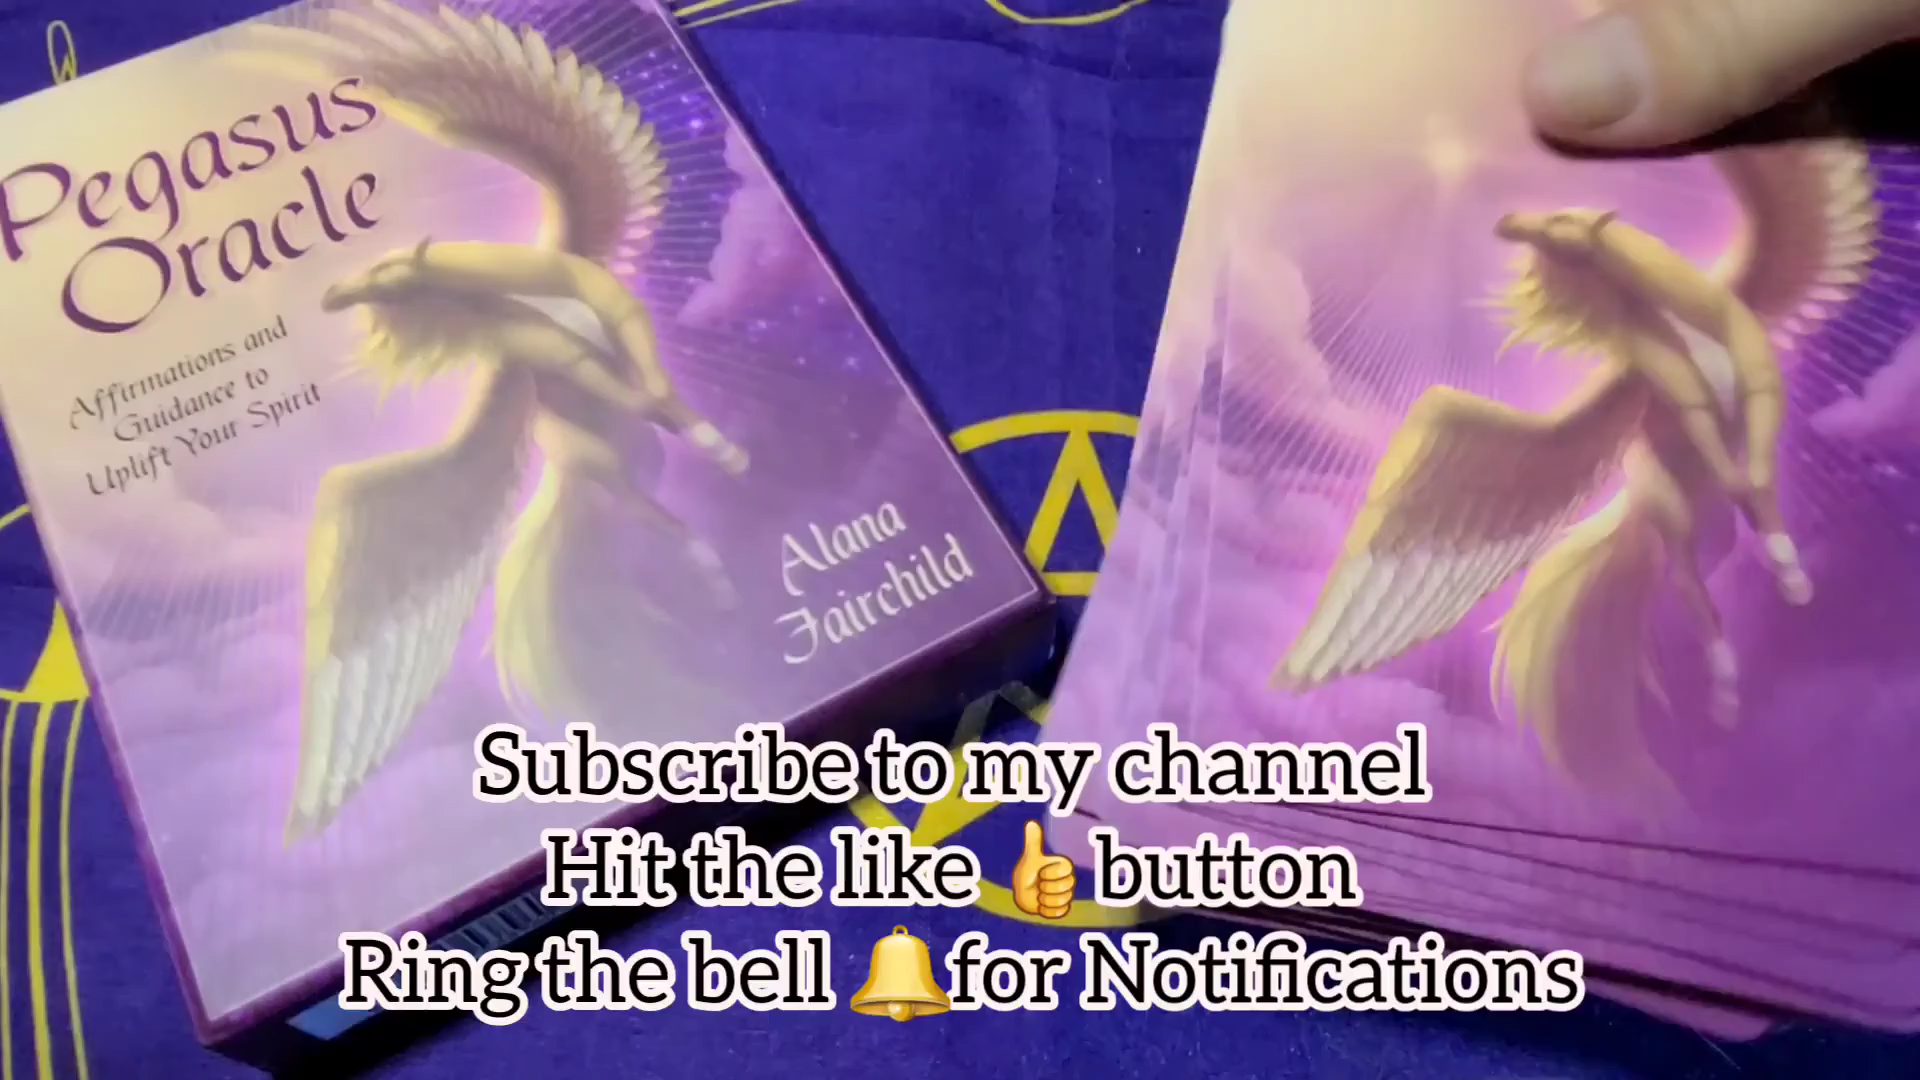 Pegasus
Oracle
Affirmations and
Guidance to
Uplift Your Spirit
Alana
Fairchild
Subscribe to my channel
Hit the like 👍 button
Ring the bell 🔔for Notifications